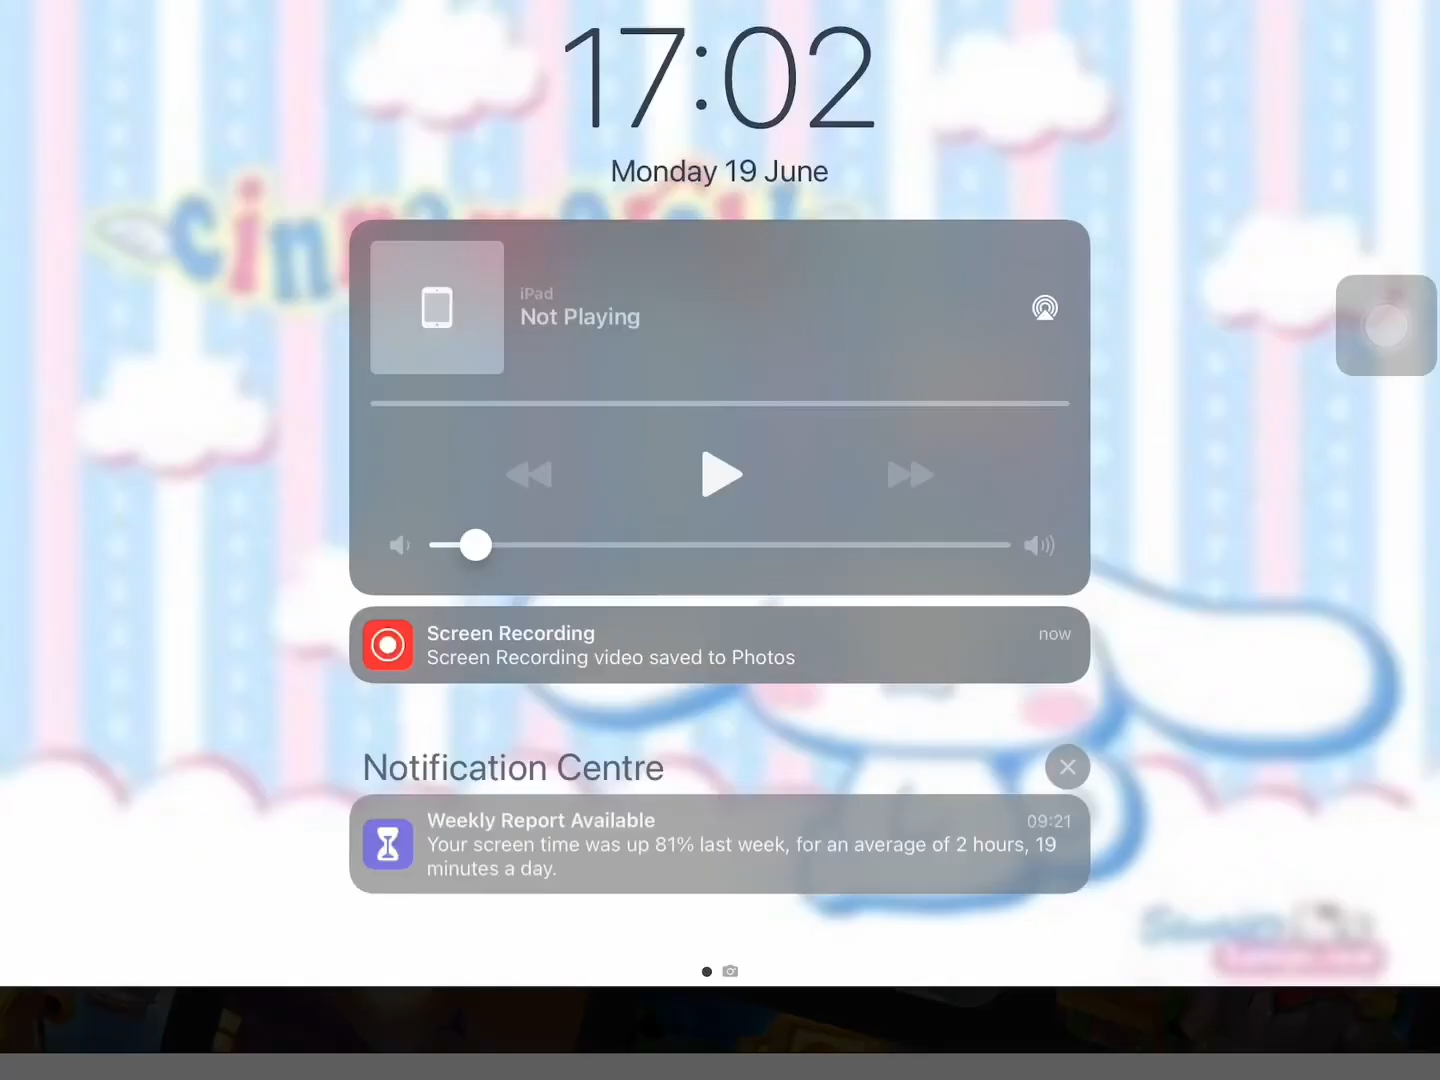 17:02
Monday 19 June
iPad
Not Playing
Screen Recording
now
Screen Recording video saved to Photos
Notification Centre
Weekly Report Available
09:21
Your screen time was up 81% last week, for an average of 2 hours, 19
minutes a day.